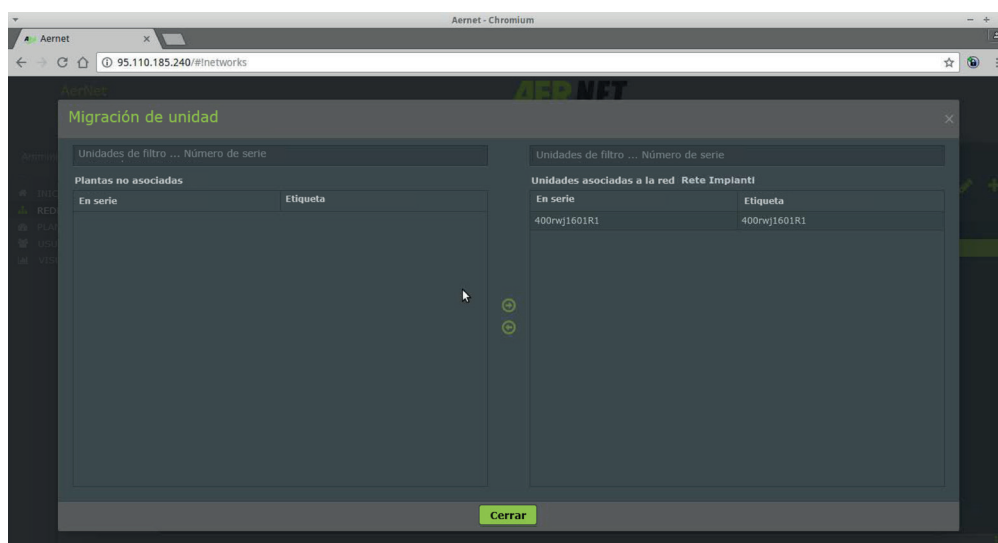 Aernet - Chromium
Aernet
95.110.185.240/#!networks
AerNet
AERNET
Migración de unidad
Unidades de filtro ... Número de serie
Unidades de filtro ... Número de serie
Plantas no asociadas
Unidades asociadas a la red Rete Impianti
En serie Etiqueta
En serie Etiqueta
400rwj1601R1 400rwj1601R1
Cerrar